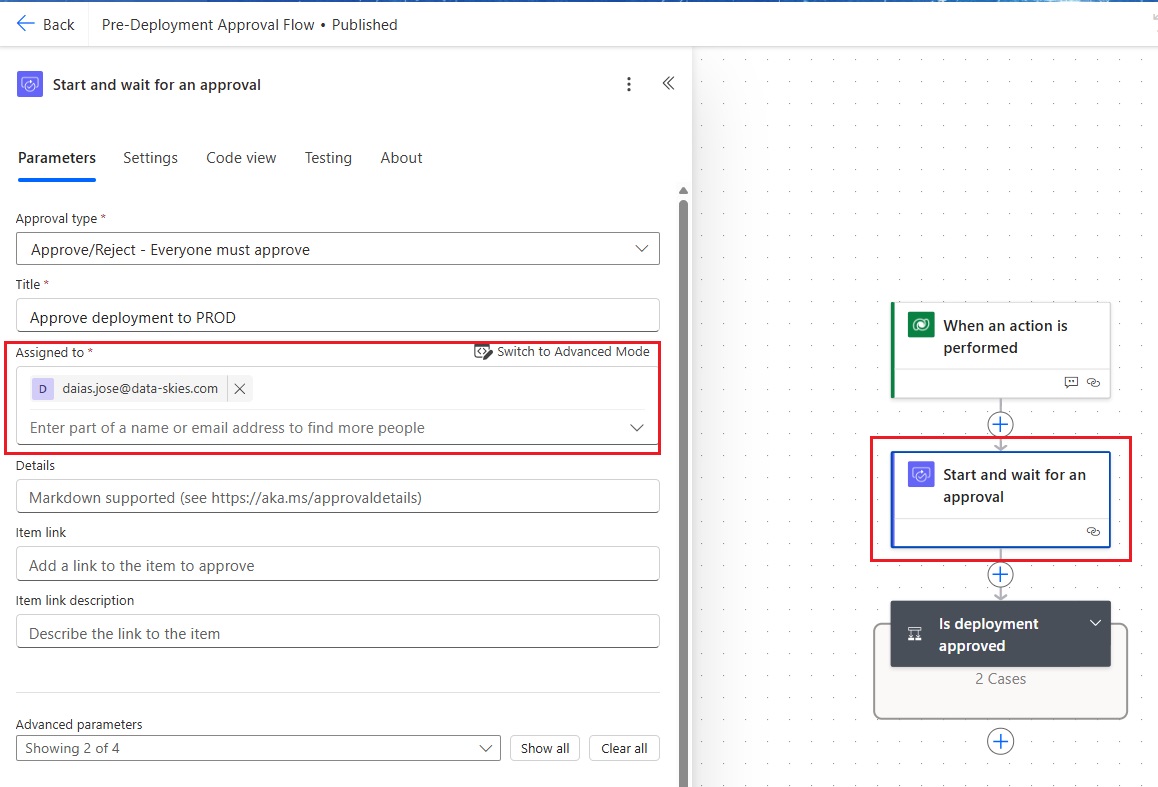 Back
Pre-Deployment Approval Flow • Published
Start and wait for an approval
Parameters
Settings
Code view
Testing
About
Approval type *
Approve/Reject - Everyone must approve
Title *
Approve deployment to PROD
Assigned to *
Switch to Advanced Mode
D
daias.jose@data-skies.com
Enter part of a name or email address to find more people
Details
Markdown supported (see https://aka.ms/approvaldetails)
Item link
Add a link to the item to approve
Item link description
Describe the link to the item
Advanced parameters
Showing 2 of 4
Show all
Clear all
When an action is
performed
Start and wait for an
approval
Is deployment
approved
2 Cases